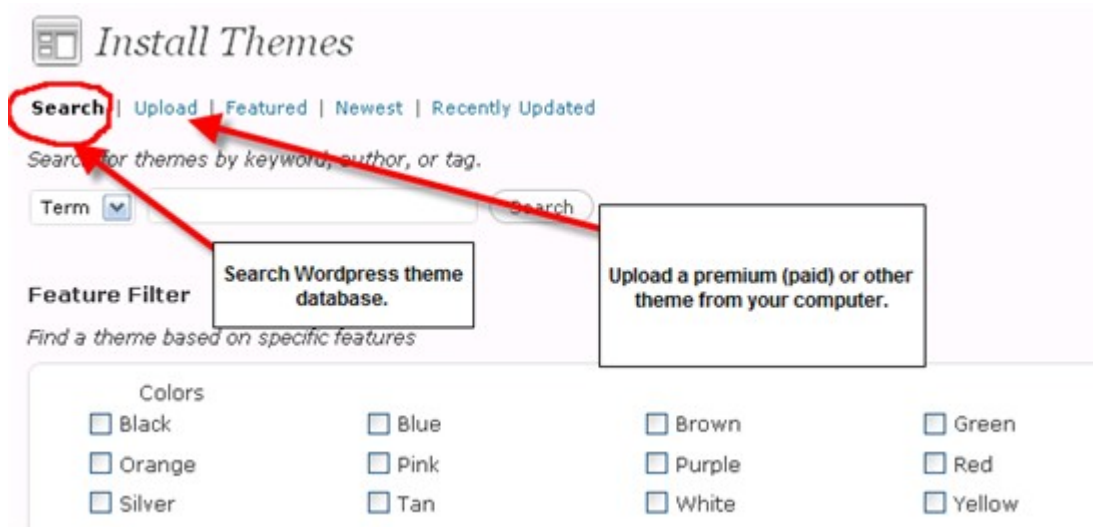 Install Themes
Search | Upload | Featured | Newest | Recently Updated
Search for themes by keyword, author, or tag.
Term Search
Search Wordpress theme
database.
Upload a premium (paid) or other
theme from your computer.
Feature Filter
Find a theme based on specific features
Colors
Black Blue Brown Green
Orange Pink Purple Red
Silver Tan White Yellow